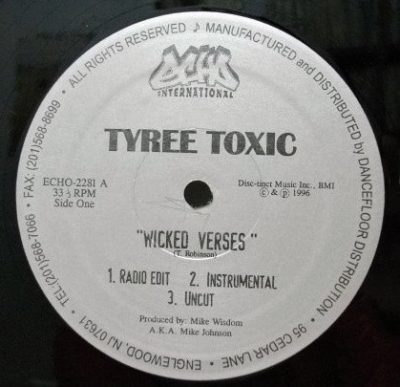 ALL RIGHTS RESERVED ♪ MANUFACTURED and DISTRIBUTED by DANCEFLOOR DISTRIBUTION • 95 CEDAR LANE • ENGLEWOOD, NJ 07631 • TEL:(201)568-7066 • FAX:(201)568-8699 •
ECHO
INTERNATIONAL
TYREE TOXIC
ECHO-2281 A
33 ⅓ RPM
Side One
Disc-tinct Music Inc., BMI
© & ℗ 1996
"WICKED VERSES"
(T. Robinson)
1. RADIO EDIT 2. INSTRUMENTAL
3. UNCUT
Produced by: Mike Wisdom
A.K.A. Mike Johnson